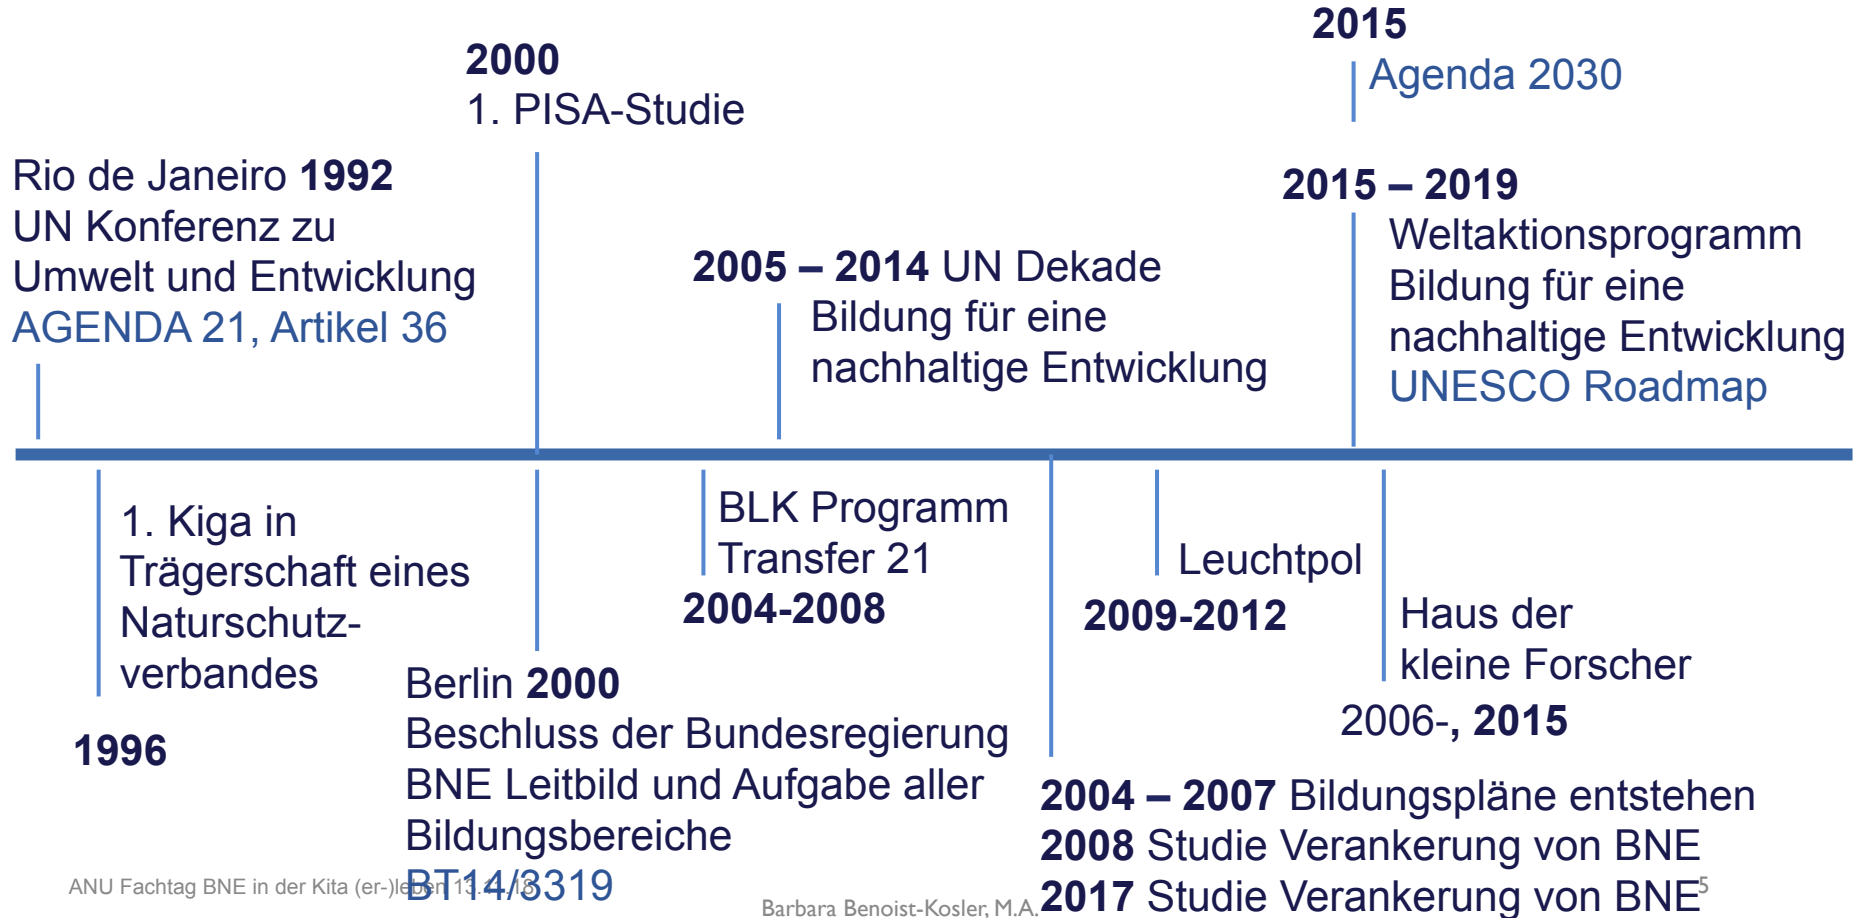 2000
1. PISA-Studie
2015
Agenda 2030
Rio de Janeiro 1992
UN Konferenz zu
Umwelt und Entwicklung
AGENDA 21, Artikel 36
2005 – 2014 UN Dekade
Bildung für eine
nachhaltige Entwicklung
2015 – 2019
Weltaktionsprogramm
Bildung für eine
nachhaltige Entwicklung
UNESCO Roadmap
1. Kiga in
Trägerschaft eines
Naturschutz-
verbandes
1996
Berlin 2000
Beschluss der Bundesregierung
BNE Leitbild und Aufgabe aller
Bildungsbereiche
BT14/3319
BLK Programm
Transfer 21
2004-2008
Leuchtpol
2009-2012
Haus der
kleine Forscher
2006-, 2015
2004 – 2007 Bildungspläne entstehen
2008 Studie Verankerung von BNE
2017 Studie Verankerung von BNE
ANU Fachtag BNE in der Kita (er-)leben
Barbara Benoist-Kosler, M.A.
5